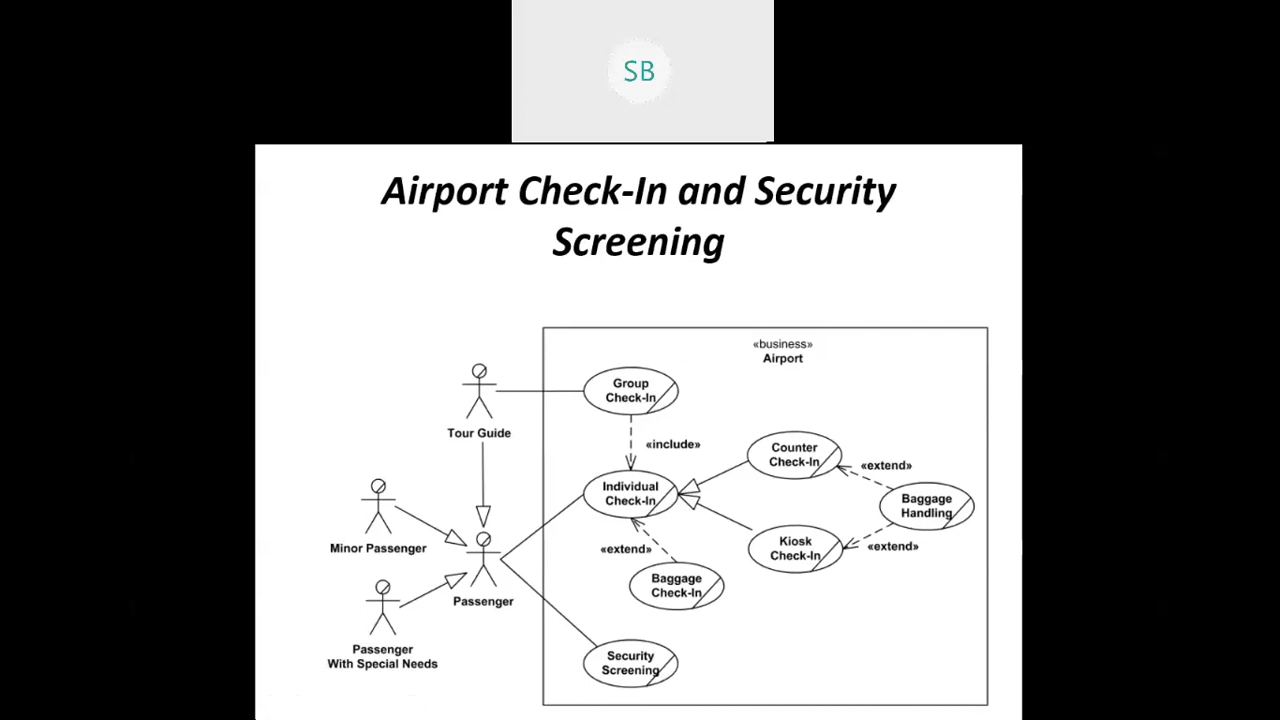 SB
Airport Check-In and Security
Screening
«business»
Airport
Group
Check-In
Tour Guide
«include»
Counter
Check-In
«extend»
Individual
Check-In
Baggage
Handling
Minor Passenger
«extend»
Kiosk
Check-In
«extend»
Baggage
Check-In
Passenger
Passenger
With Special Needs
Security
Screening